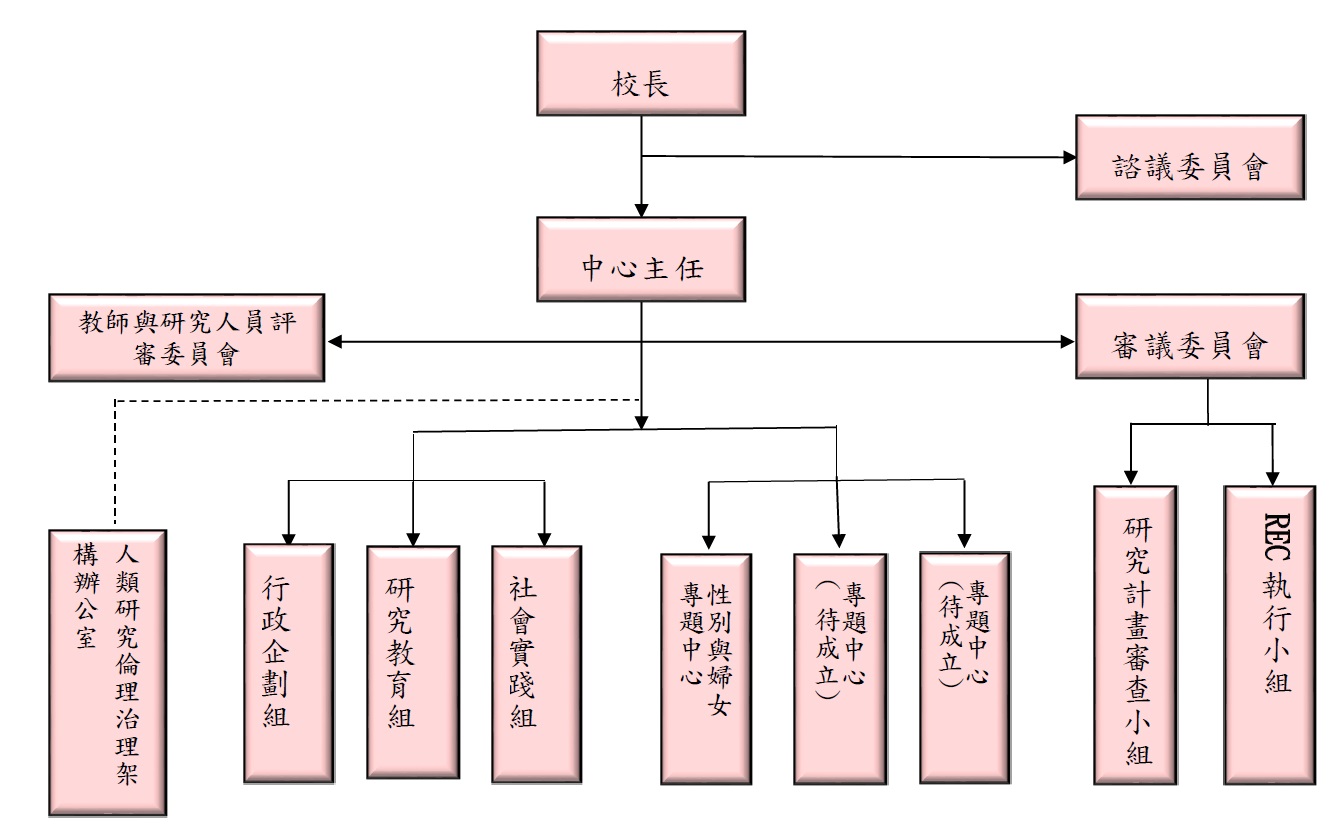 校長
諮議委員會
中心主任
教師與研究人員評
審委員會
審議委員會
人類研究倫理治理架
構辦公室
行政企劃組
研究教育組
社會實踐組
性別與婦女
專題中心
專題中心
（待成立）
專題中心
（待成立）
研究計畫審查小組
REC 執行小組